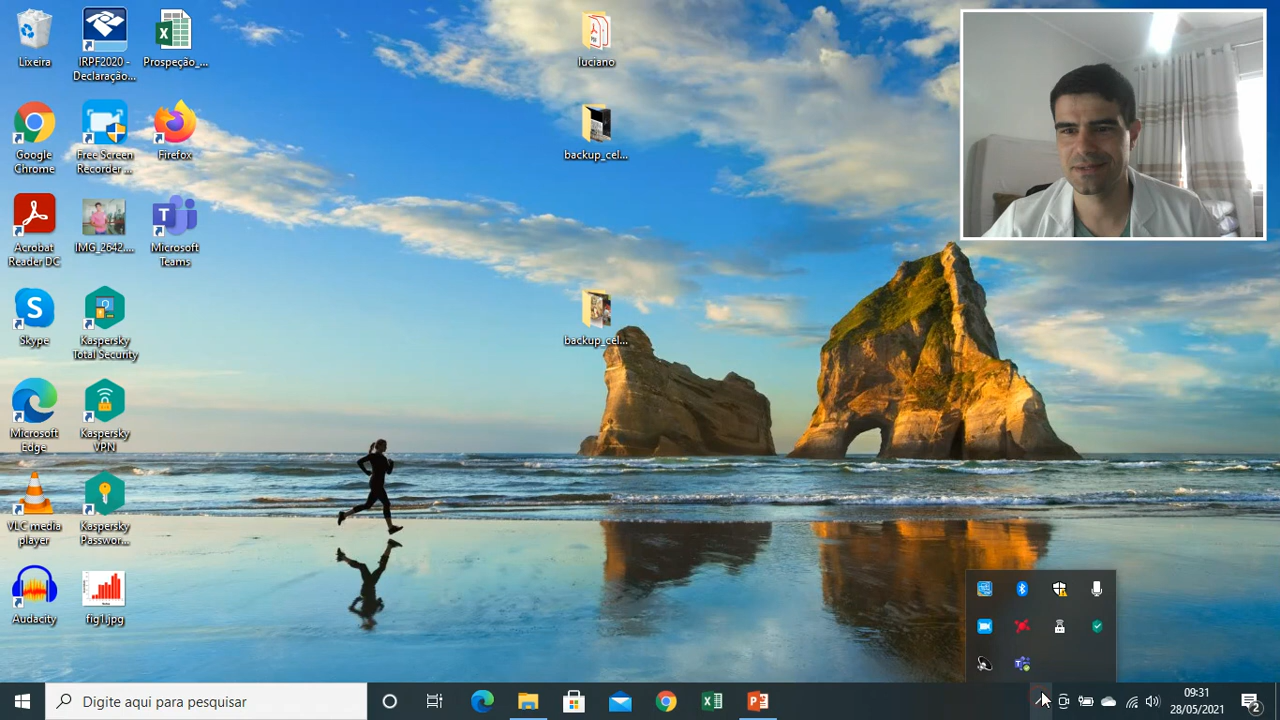 Lixeira
IRPF2020 -
Declaração...
Prospeção_...
luciano
Google
Chrome
Free Screen
Recorder ...
Firefox
backup_cel...
Acrobat
Reader DC
IMG_2642....
Microsoft
Teams
Skype
Kaspersky
Total Security
backup_cel...
Microsoft
Edge
Kaspersky
VPN
VLC media
player
Kaspersky
Passwor...
Audacity
fig1.jpg
Digite aqui para pesquisar
09:31
28/05/2021
2